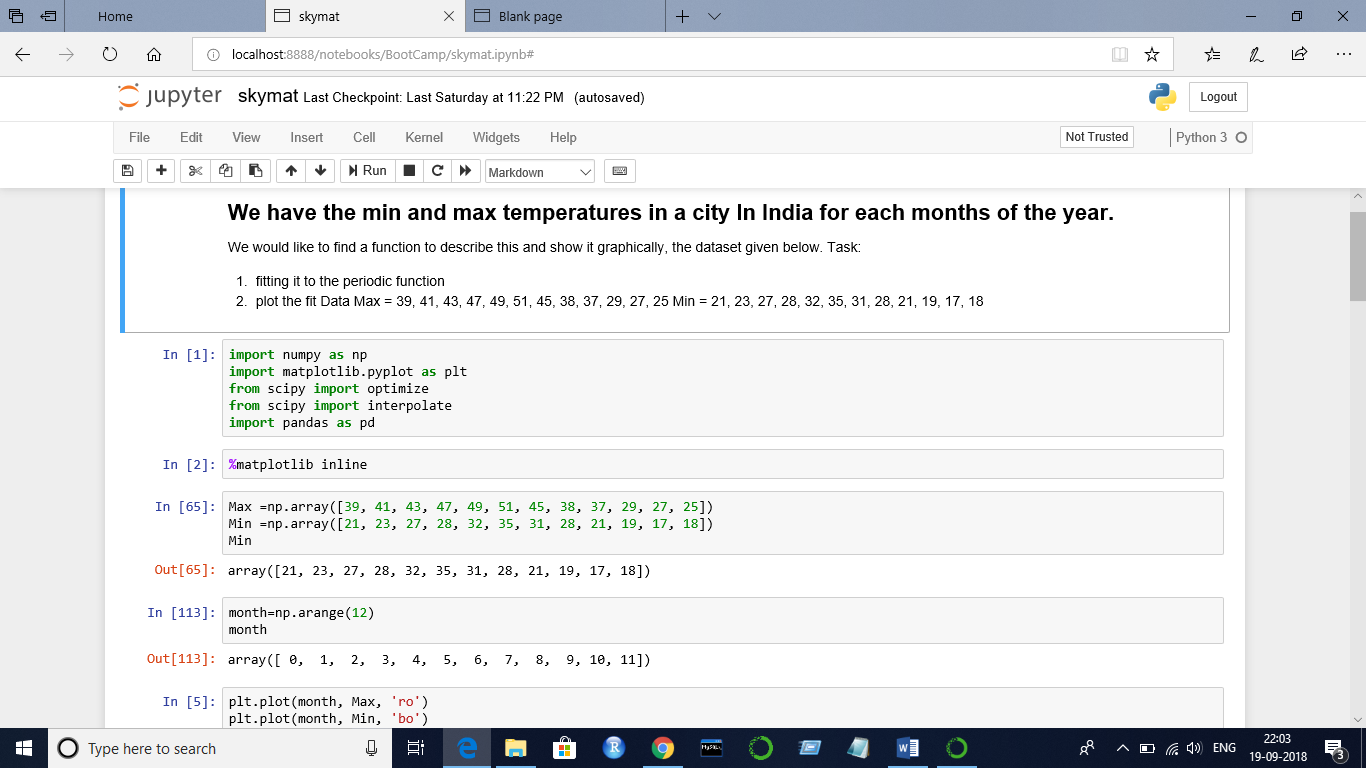 Home
skymat
Blank page
localhost:8888/notebooks/BootCamp/skymat.ipynb#
jupyter skymat Last Checkpoint: Last Saturday at 11:22 PM (autosaved)
Logout
File Edit View Insert Cell Kernel Widgets Help
Not Trusted
Python 3
Run
Markdown
We have the min and max temperatures in a city In India for each months of the year.
We would like to find a function to describe this and show it graphically, the dataset given below. Task:
1. fitting it to the periodic function
2. plot the fit Data Max = 39, 41, 43, 47, 49, 51, 45, 38, 37, 29, 27, 25 Min = 21, 23, 27, 28, 32, 35, 31, 28, 21, 19, 17, 18
In [1]: import numpy as np
import matplotlib.pyplot as plt
from scipy import optimize
from scipy import interpolate
import pandas as pd
In [2]: %matplotlib inline
In [65]: Max =np.array([39, 41, 43, 47, 49, 51, 45, 38, 37, 29, 27, 25])
Min =np.array([21, 23, 27, 28, 32, 35, 31, 28, 21, 19, 17, 18])
Min
Out[65]: array([21, 23, 27, 28, 32, 35, 31, 28, 21, 19, 17, 18])
In [113]: month=np.arange(12)
month
Out[113]: array([ 0, 1, 2, 3, 4, 5, 6, 7, 8, 9, 10, 11])
In [5]: plt.plot(month, Max, 'ro')
plt.plot(month, Min, 'bo')
Type here to search
R
MySQL
W
ENG
22:03
19-09-2018
3